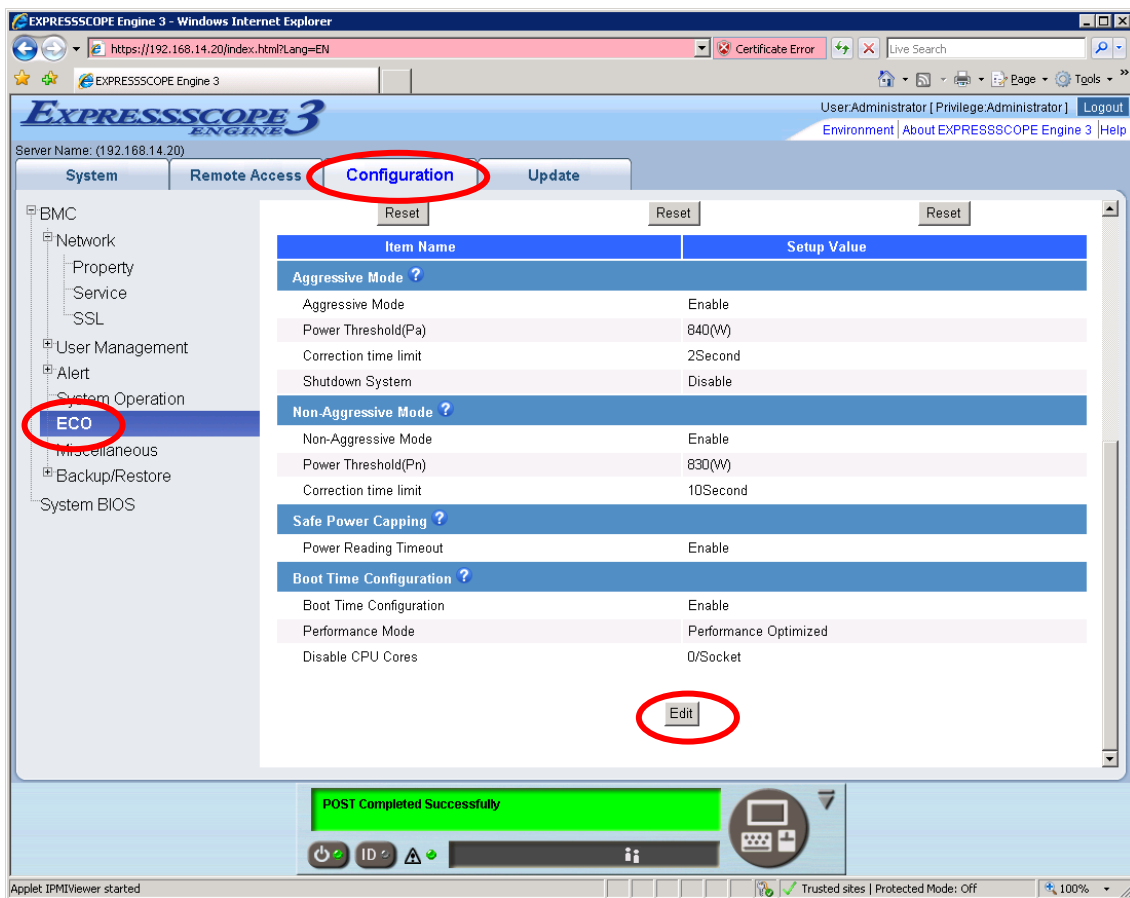 EXPRESSSCOPE Engine 3 - Windows Internet Explorer
https://192.168.14.20/index.html?Lang=EN
Certificate Error
Live Search
EXPRESSSCOPE Engine 3
Page
Tools
»
EXPRESSSCOPE
ENGINE 3
User:Administrator [ Privilege:Administrator ]
Logout
Environment
About EXPRESSSCOPE Engine 3
Help
Server Name: (192.168.14.20)
System
Remote Access
Configuration
Update
BMC
Network
Property
Service
SSL
User Management
Alert
System Operation
ECO
Miscellaneous
Backup/Restore
System BIOS
Reset
Reset
Reset
Item Name Setup Value
Aggressive Mode ?
Aggressive Mode Enable
Power Threshold(Pa) 840(W)
Correction time limit 2Second
Shutdown System Disable
Non-Aggressive Mode ?
Non-Aggressive Mode Enable
Power Threshold(Pn) 830(W)
Correction time limit 10Second
Safe Power Capping ?
Power Reading Timeout Enable
Boot Time Configuration ?
Boot Time Configuration Enable
Performance Mode Performance Optimized
Disable CPU Cores 0/Socket
Edit
POST Completed Successfully
ID
Applet IPMIViewer started
Trusted sites | Protected Mode: Off
100%